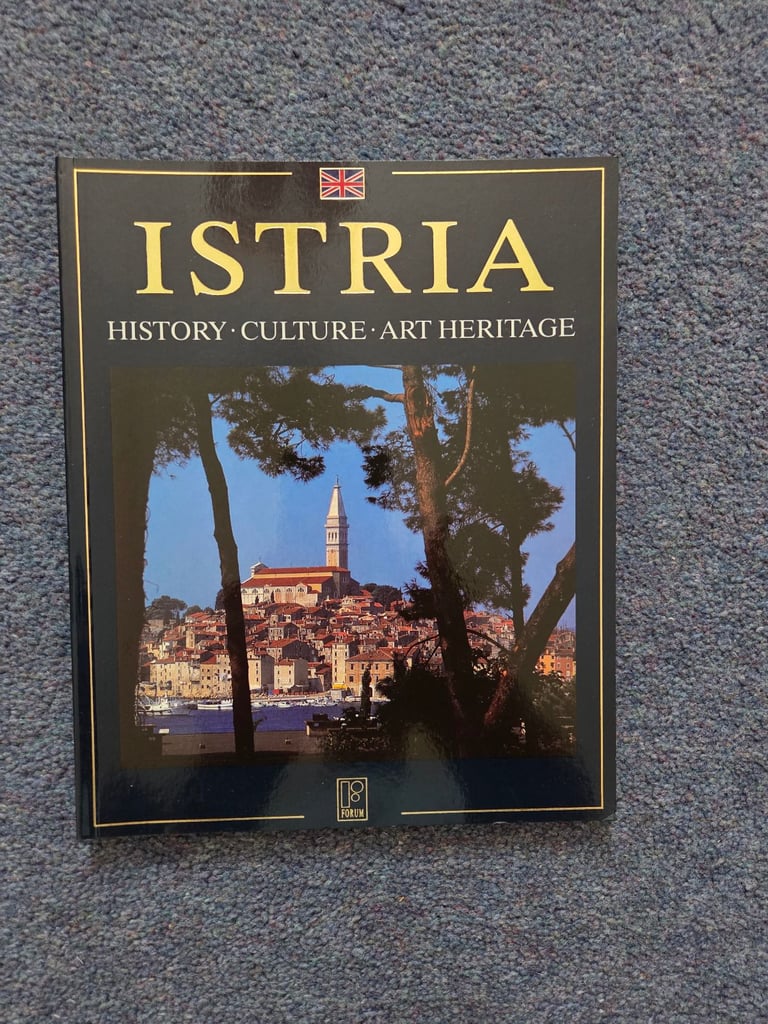 ISTRIA
HISTORY · CULTURE · ART HERITAGE
FORUM